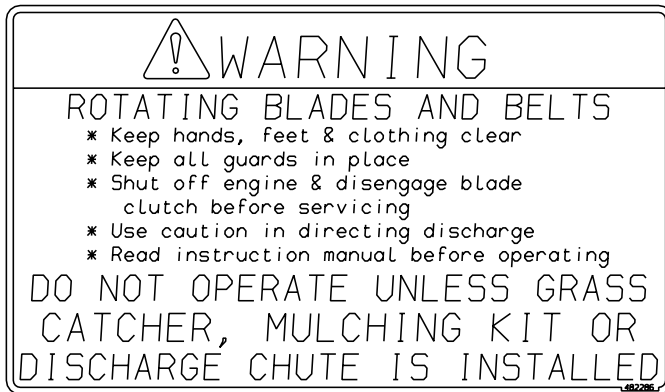 WARNING
ROTATING BLADES AND BELTS
* Keep hands, feet & clothing clear
* Keep all guards in place
* Shut off engine & disengage blade
clutch before servicing
* Use caution in directing discharge
* Read instruction manual before operating
DO NOT OPERATE UNLESS GRASS
CATCHER, MULCHING KIT OR
DISCHARGE CHUTE IS INSTALLED
482286